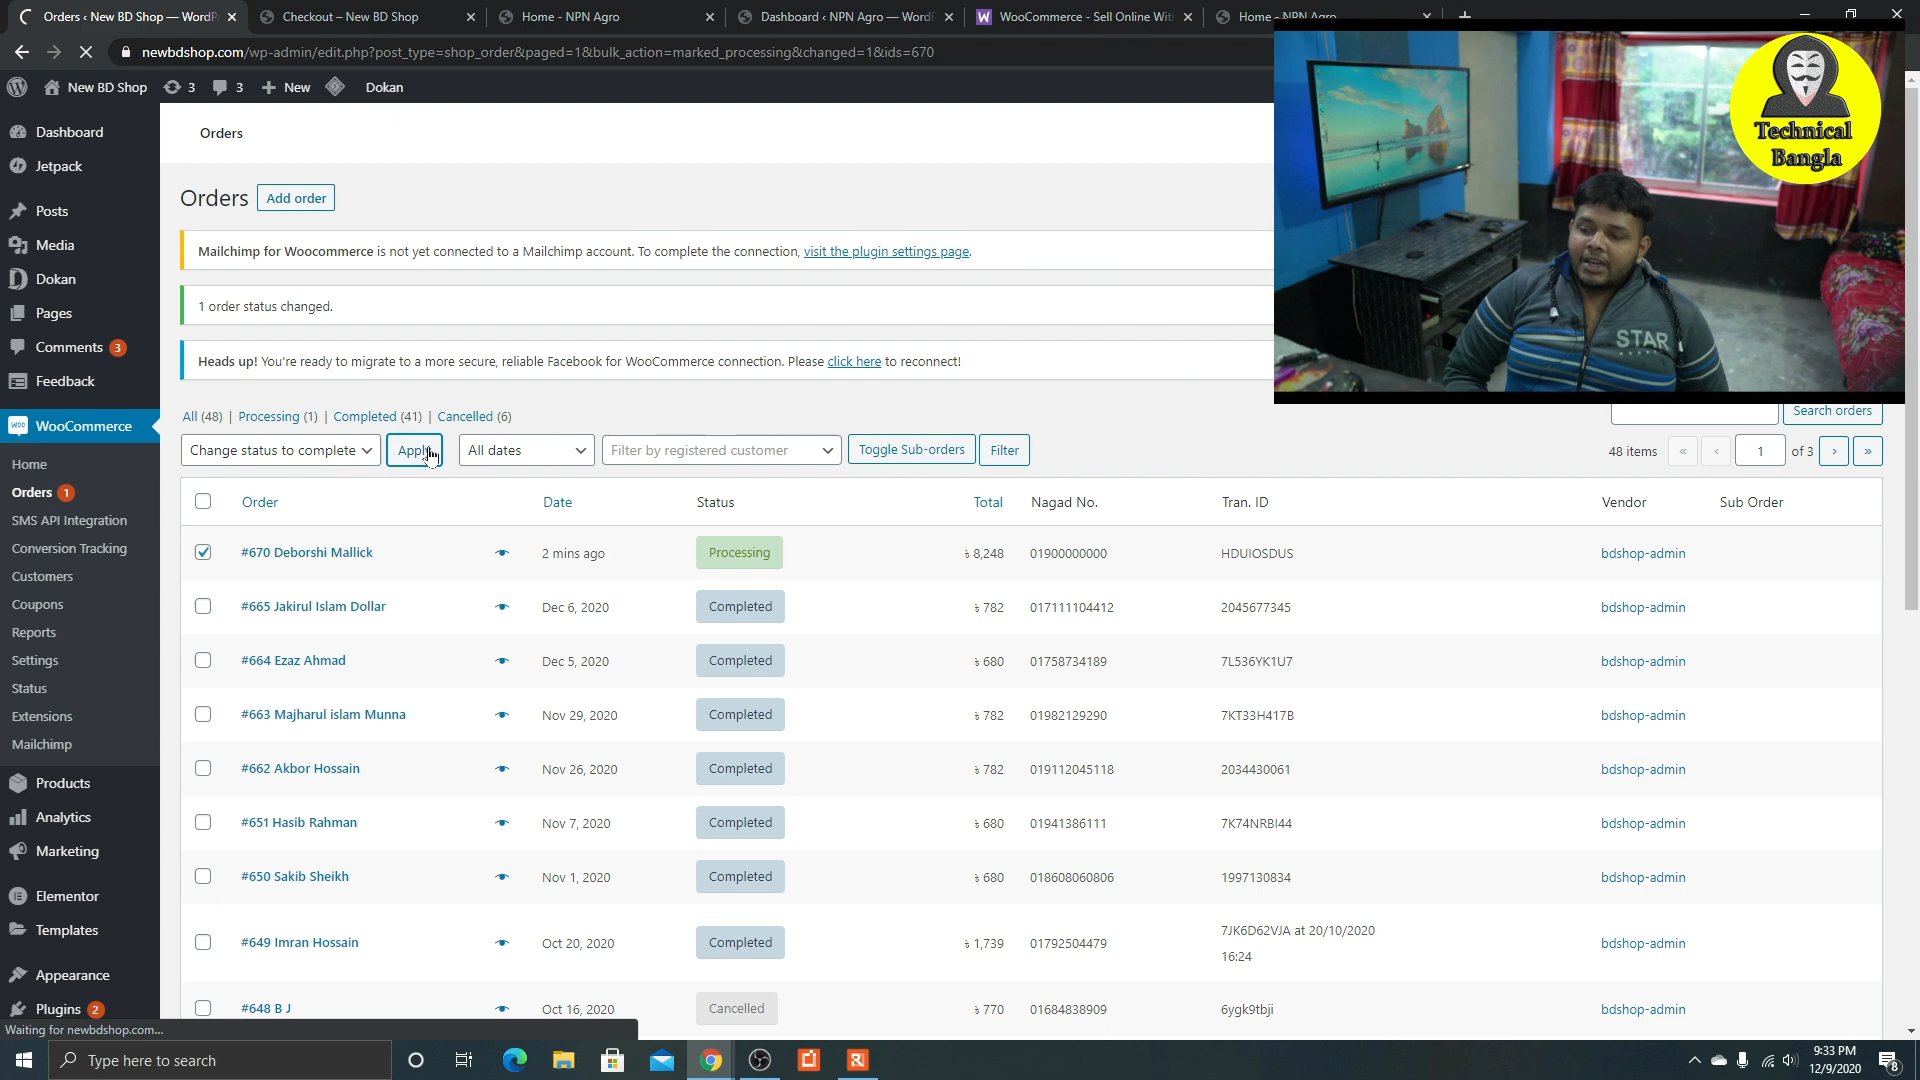 Orders ‹ New BD Shop — WordP
Checkout – New BD Shop
Home - NPN Agro
Dashboard ‹ NPN Agro — WordP
WooCommerce - Sell Online Wit
Home - NPN Agro
newbdshop.com/wp-admin/edit.php?post_type=shop_order&paged=1&bulk_action=marked_processing&changed=1&ids=670
New BD Shop
3
3
New
Dokan
Dashboard
Jetpack
Posts
Media
Dokan
Pages
Comments 3
Feedback
WooCommerce
Home
Orders 1
SMS API Integration
Conversion Tracking
Customers
Coupons
Reports
Settings
Status
Extensions
Mailchimp
Products
Analytics
Marketing
Elementor
Templates
Appearance
Plugins 2
Orders
Orders Add order
Mailchimp for Woocommerce is not yet connected to a Mailchimp account. To complete the connection, visit the plugin settings page.
1 order status changed.
Heads up! You're ready to migrate to a more secure, reliable Facebook for WooCommerce connection. Please click here to reconnect!
Technical
Bangla
STAR
All (48) | Processing (1) | Completed (41) | Cancelled (6)
Search orders
Change status to complete Apply All dates Filter by registered customer Toggle Sub-orders Filter
48 items « ‹ 1 of 3 › »
Order Date Status Total Nagad No. Tran. ID Vendor Sub Order
#670 Deborshi Mallick 2 mins ago Processing ৳ 8,248 01900000000 HDUIOSDUS bdshop-admin
#665 Jakirul Islam Dollar Dec 6, 2020 Completed ৳ 782 017111104412 2045677345 bdshop-admin
#664 Ezaz Ahmad Dec 5, 2020 Completed ৳ 680 01758734189 7L536YK1U7 bdshop-admin
#663 Majharul islam Munna Nov 29, 2020 Completed ৳ 782 01982129290 7KT33H417B bdshop-admin
#662 Akbor Hossain Nov 26, 2020 Completed ৳ 782 019112045118 2034430061 bdshop-admin
#651 Hasib Rahman Nov 7, 2020 Completed ৳ 680 01941386111 7K74NRBI44 bdshop-admin
#650 Sakib Sheikh Nov 1, 2020 Completed ৳ 680 018608060806 1997130834 bdshop-admin
#649 Imran Hossain Oct 20, 2020 Completed ৳ 1,739 01792504479 7JK6D62VJA at 20/10/2020
16:24 bdshop-admin
#648 B J Oct 16, 2020 Cancelled ৳ 770 01684838909 6ygk9tbji bdshop-admin
Waiting for newbdshop.com...
Type here to search
9:33 PM
12/9/2020
8